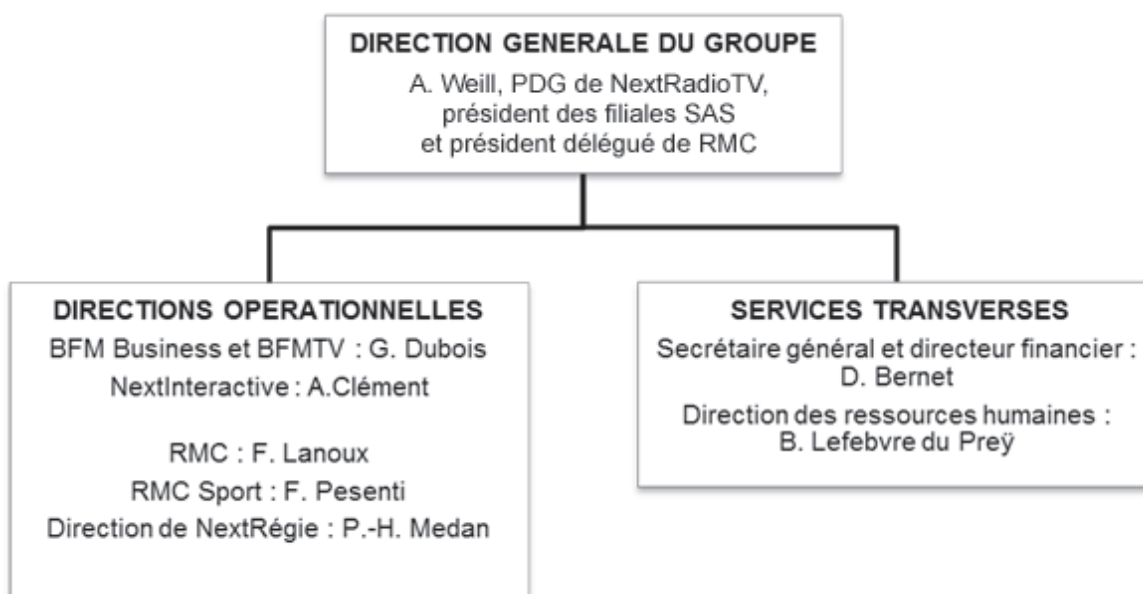 DIRECTION GENERALE DU GROUPE
A. Weill, PDG de NextRadioTV,
président des filiales SAS
et président délégué de RMC
DIRECTIONS OPERATIONNELLES
BFM Business et BFMTV : G. Dubois
NextInteractive : A.Clément
RMC : F. Lanoux
RMC Sport : F. Pesenti
Direction de NextRégie : P.-H. Medan
SERVICES TRANSVERSES
Secrétaire général et directeur financier :
D. Bernet
Direction des ressources humaines :
B. Lefebvre du Preÿ